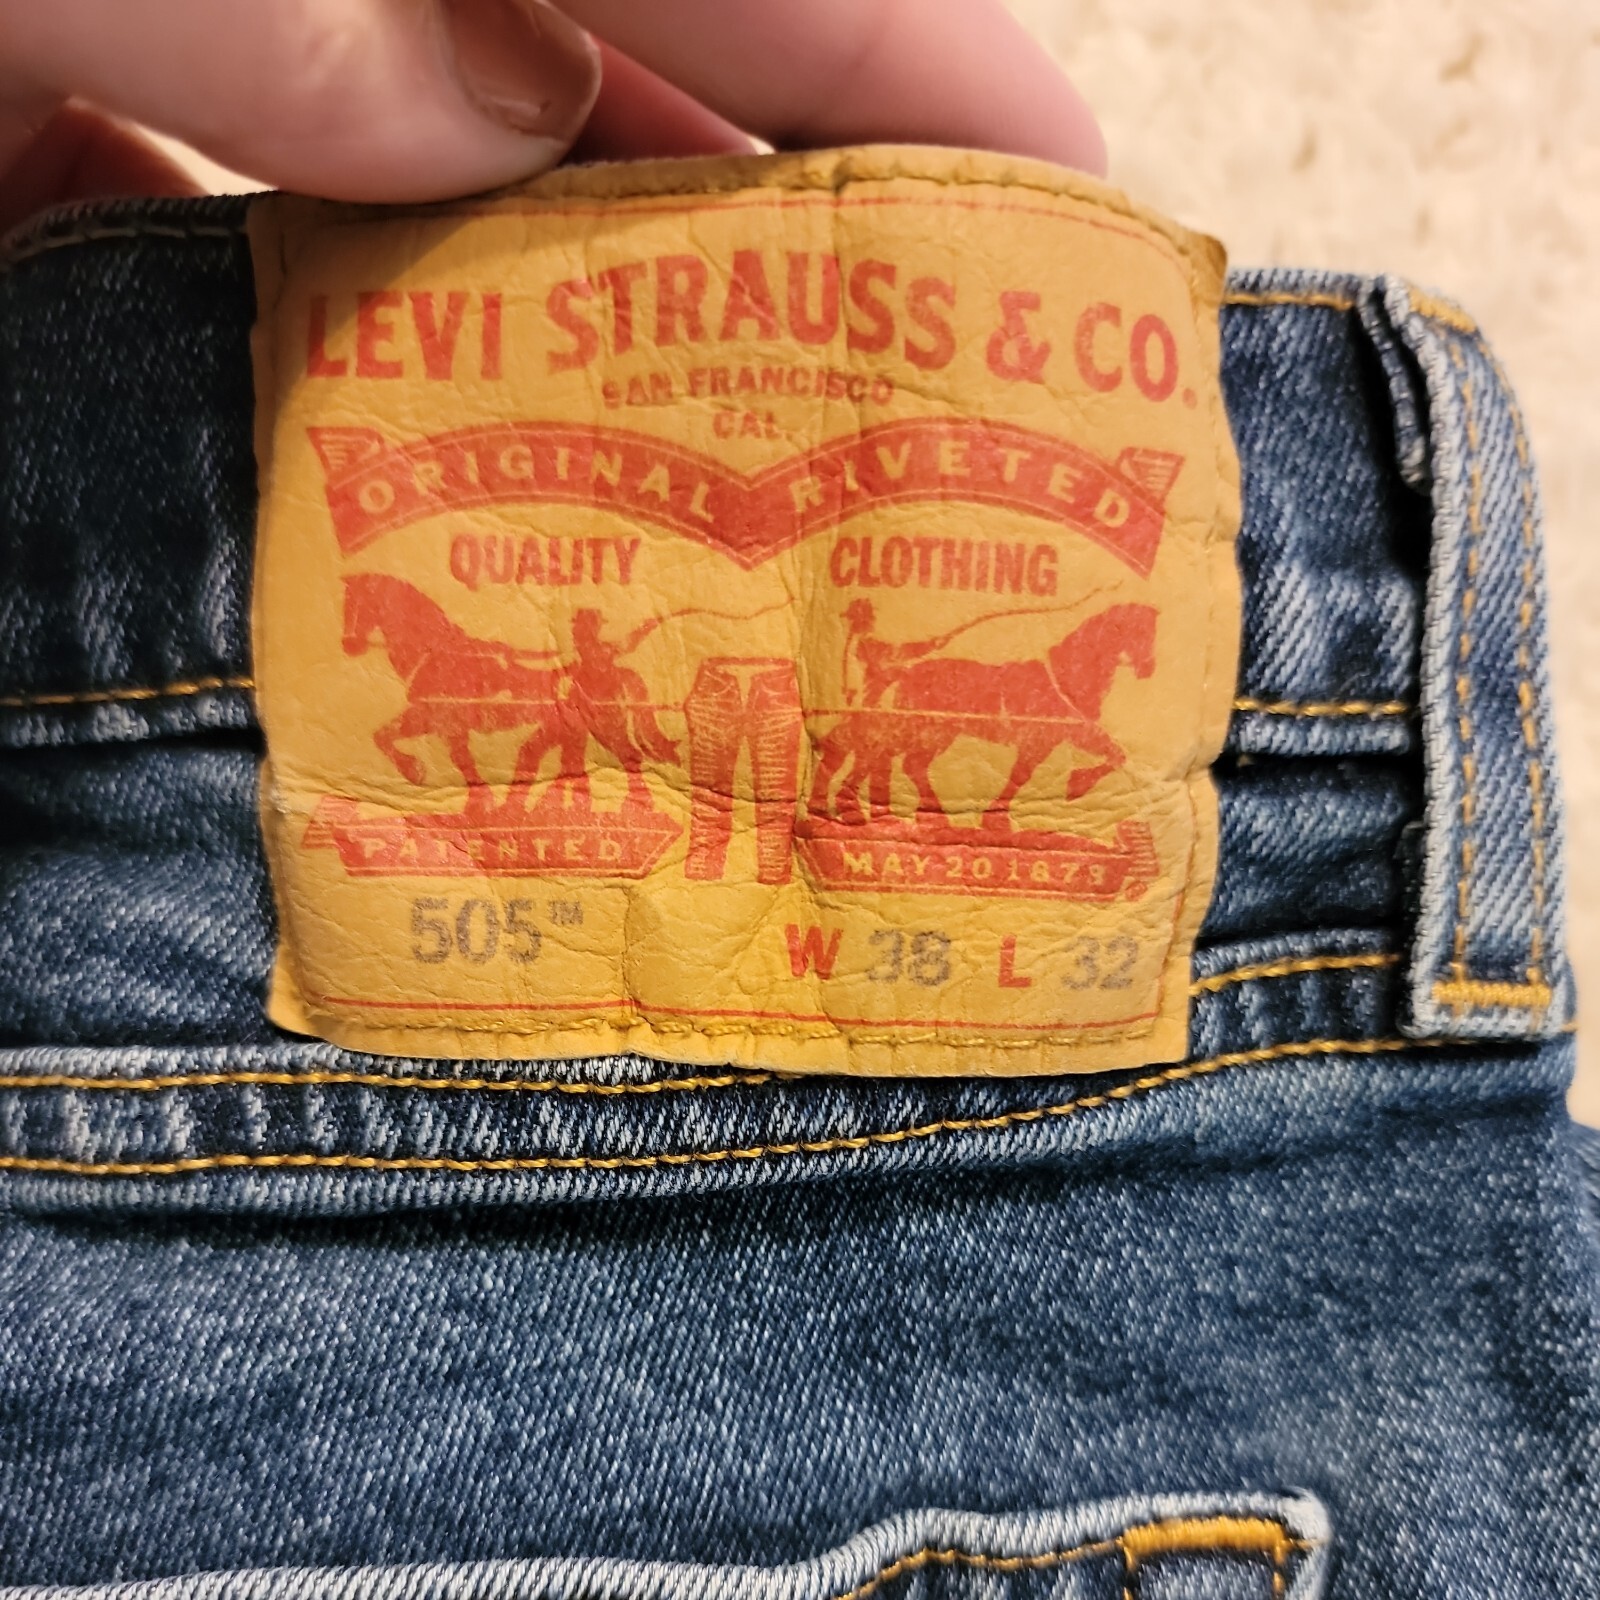 LEVI STRAUSS & CO.
SAN FRANCISCO
CAL.
ORIGINAL RIVETED
QUALITY CLOTHING
PATENTED MAY 20 1873
505™ W 38 L 32